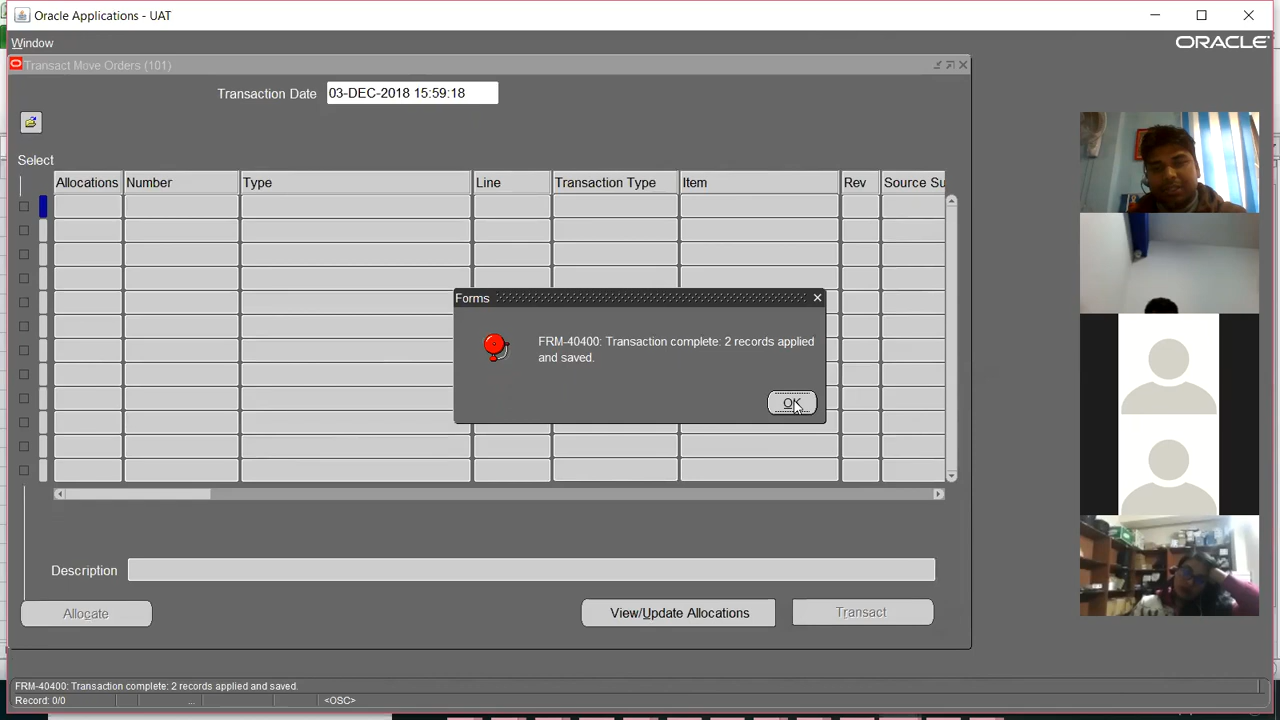 Oracle Applications - UAT
Window
ORACLE
Transact Move Orders (101)
Transaction Date 03-DEC-2018 15:59:18
Select
Allocations Number Type Line Transaction Type Item Rev Source Su
Forms
FRM-40400: Transaction complete: 2 records applied
and saved.
OK
Description
Allocate View/Update Allocations Transact
FRM-40400: Transaction complete: 2 records applied and saved.
Record: 0/0 ... <OSC>